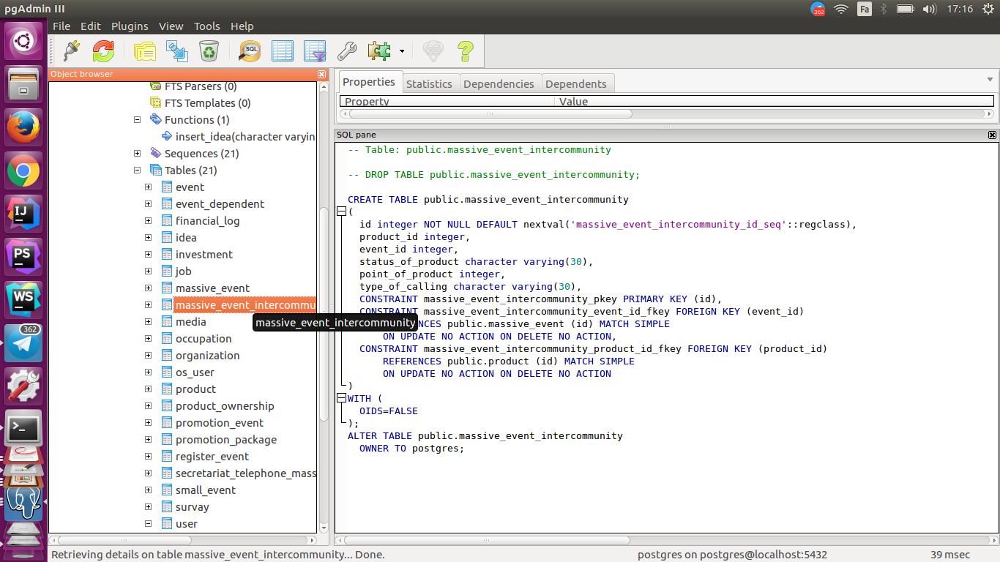 pgAdmin III
362
Fa
17:16
File Edit Plugins View Tools Help
SQL
Object browser
FTS Parsers (0)
FTS Templates (0)
Functions (1)
insert_idea(character varyin
Sequences (21)
Tables (21)
event
event_dependent
financial_log
idea
investment
job
massive_event
massive_event_intercommu
media
massive_event_intercommunity
occupation
organization
os_user
product
product_ownership
promotion_event
promotion_package
register_event
secretariat_telephone_mass
small_event
survay
user
Properties Statistics Dependencies Dependents
Property Value
SQL pane
-- Table: public.massive_event_intercommunity
-- DROP TABLE public.massive_event_intercommunity;
CREATE TABLE public.massive_event_intercommunity
(
id integer NOT NULL DEFAULT nextval('massive_event_intercommunity_id_seq'::regclass),
product_id integer,
event_id integer,
status_of_product character varying(30),
point_of_product integer,
type_of_calling character varying(30),
CONSTRAINT massive_event_intercommunity_pkey PRIMARY KEY (id),
CONSTRAINT massive_event_intercommunity_event_id_fkey FOREIGN KEY (event_id)
NCES public.massive_event (id) MATCH SIMPLE
ON UPDATE NO ACTION ON DELETE NO ACTION,
CONSTRAINT massive_event_intercommunity_product_id_fkey FOREIGN KEY (product_id)
REFERENCES public.product (id) MATCH SIMPLE
ON UPDATE NO ACTION ON DELETE NO ACTION
)
WITH (
OIDS=FALSE
);
ALTER TABLE public.massive_event_intercommunity
OWNER TO postgres;
IJ
PS
WS
362
Retrieving details on table massive_event_intercommunity... Done.
postgres on postgres@localhost:5432
39 msec